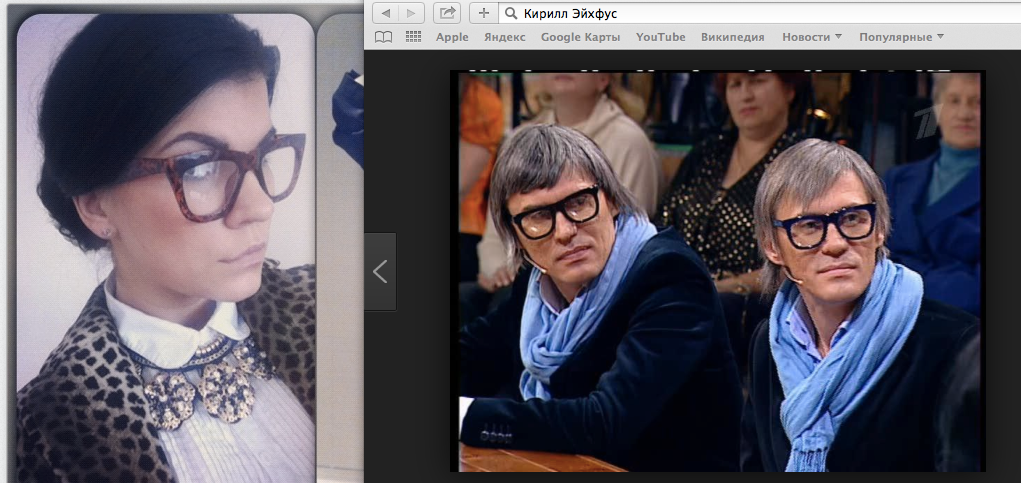 Кирилл Эйхфус
Apple Яндекс Google Карты YouTube Википедия Новости Популярные